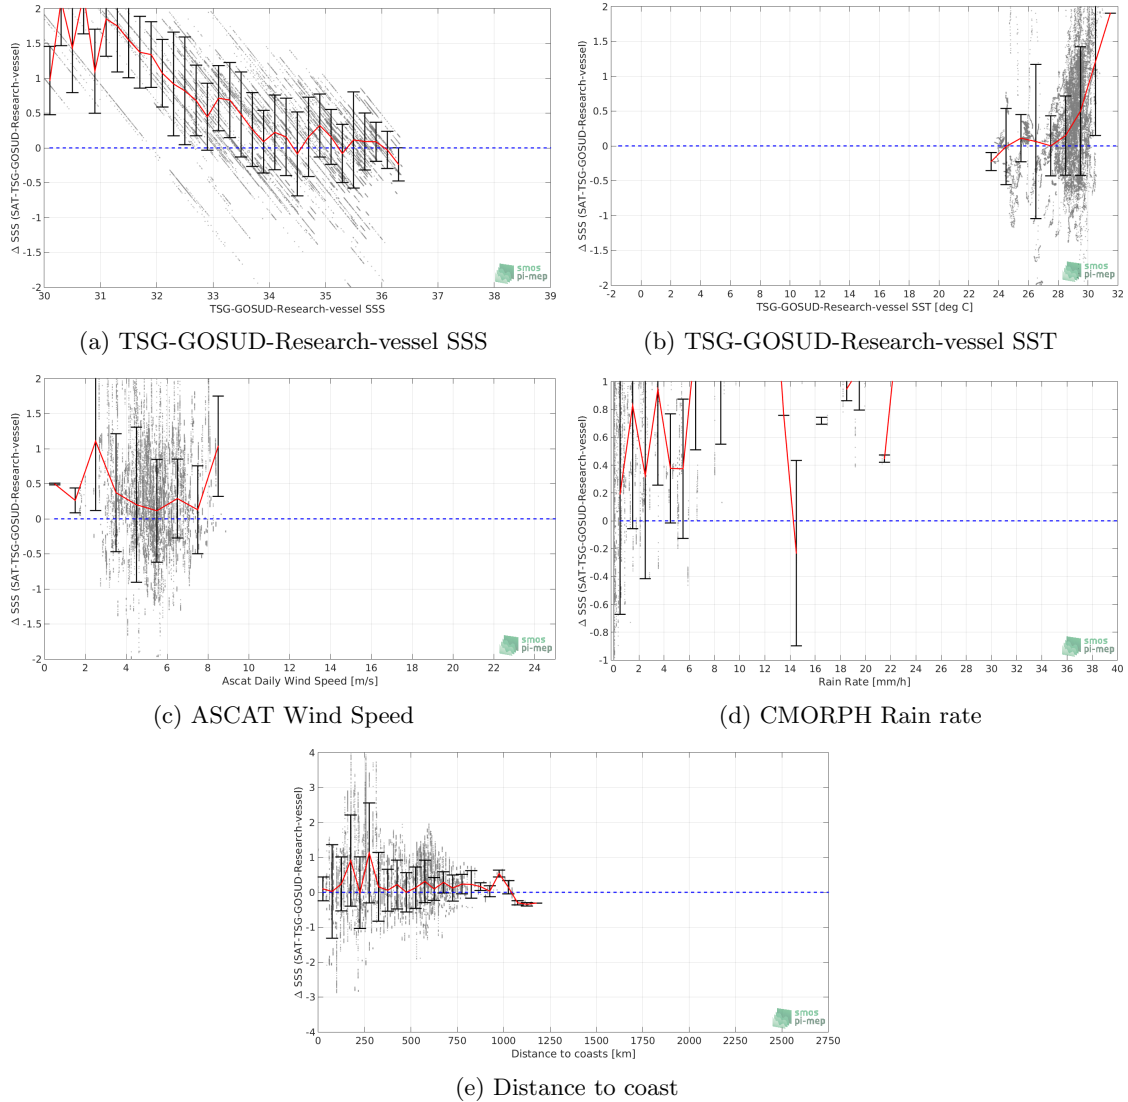 2
1.5
1
0.5
0
-0.5
-1
-1.5
-2
Δ SSS (SAT-TSG-GOSUD-Research-vessel)
smos
pi-mep
30 31 32 33 34 35 36 37 38 39
TSG-GOSUD-Research-vessel SSS
(a) TSG-GOSUD-Research-vessel SSS
2
1.5
1
0.5
0
-0.5
-1
-1.5
-2
Δ SSS (SAT-TSG-GOSUD-Research-vessel)
smos
pi-mep
-2 0 2 4 6 8 10 12 14 16 18 20 22 24 26 28 30 32
TSG-GOSUD-Research-vessel SST [deg C]
(b) TSG-GOSUD-Research-vessel SST
2
1.5
1
0.5
0
-0.5
-1
-1.5
-2
Δ SSS (SAT-TSG-GOSUD-Research-vessel)
smos
pi-mep
0 2 4 6 8 10 12 14 16 18 20 22 24
Ascat Daily Wind Speed [m/s]
(c) ASCAT Wind Speed
1
0.8
0.6
0.4
0.2
0
-0.2
-0.4
-0.6
-0.8
-1
Δ SSS (SAT-TSG-GOSUD-Research-vessel)
smos
pi-mep
0 2 4 6 8 10 12 14 16 18 20 22 24 26 28 30 32 34 36 38 40
Rain Rate [mm/h]
(d) CMORPH Rain rate
4
3
2
1
0
-1
-2
-3
-4
Δ SSS (SAT-TSG-GOSUD-Research-vessel)
smos
pi-mep
0 250 500 750 1000 1250 1500 1750 2000 2250 2500 2750
Distance to coasts [km]
(e) Distance to coast